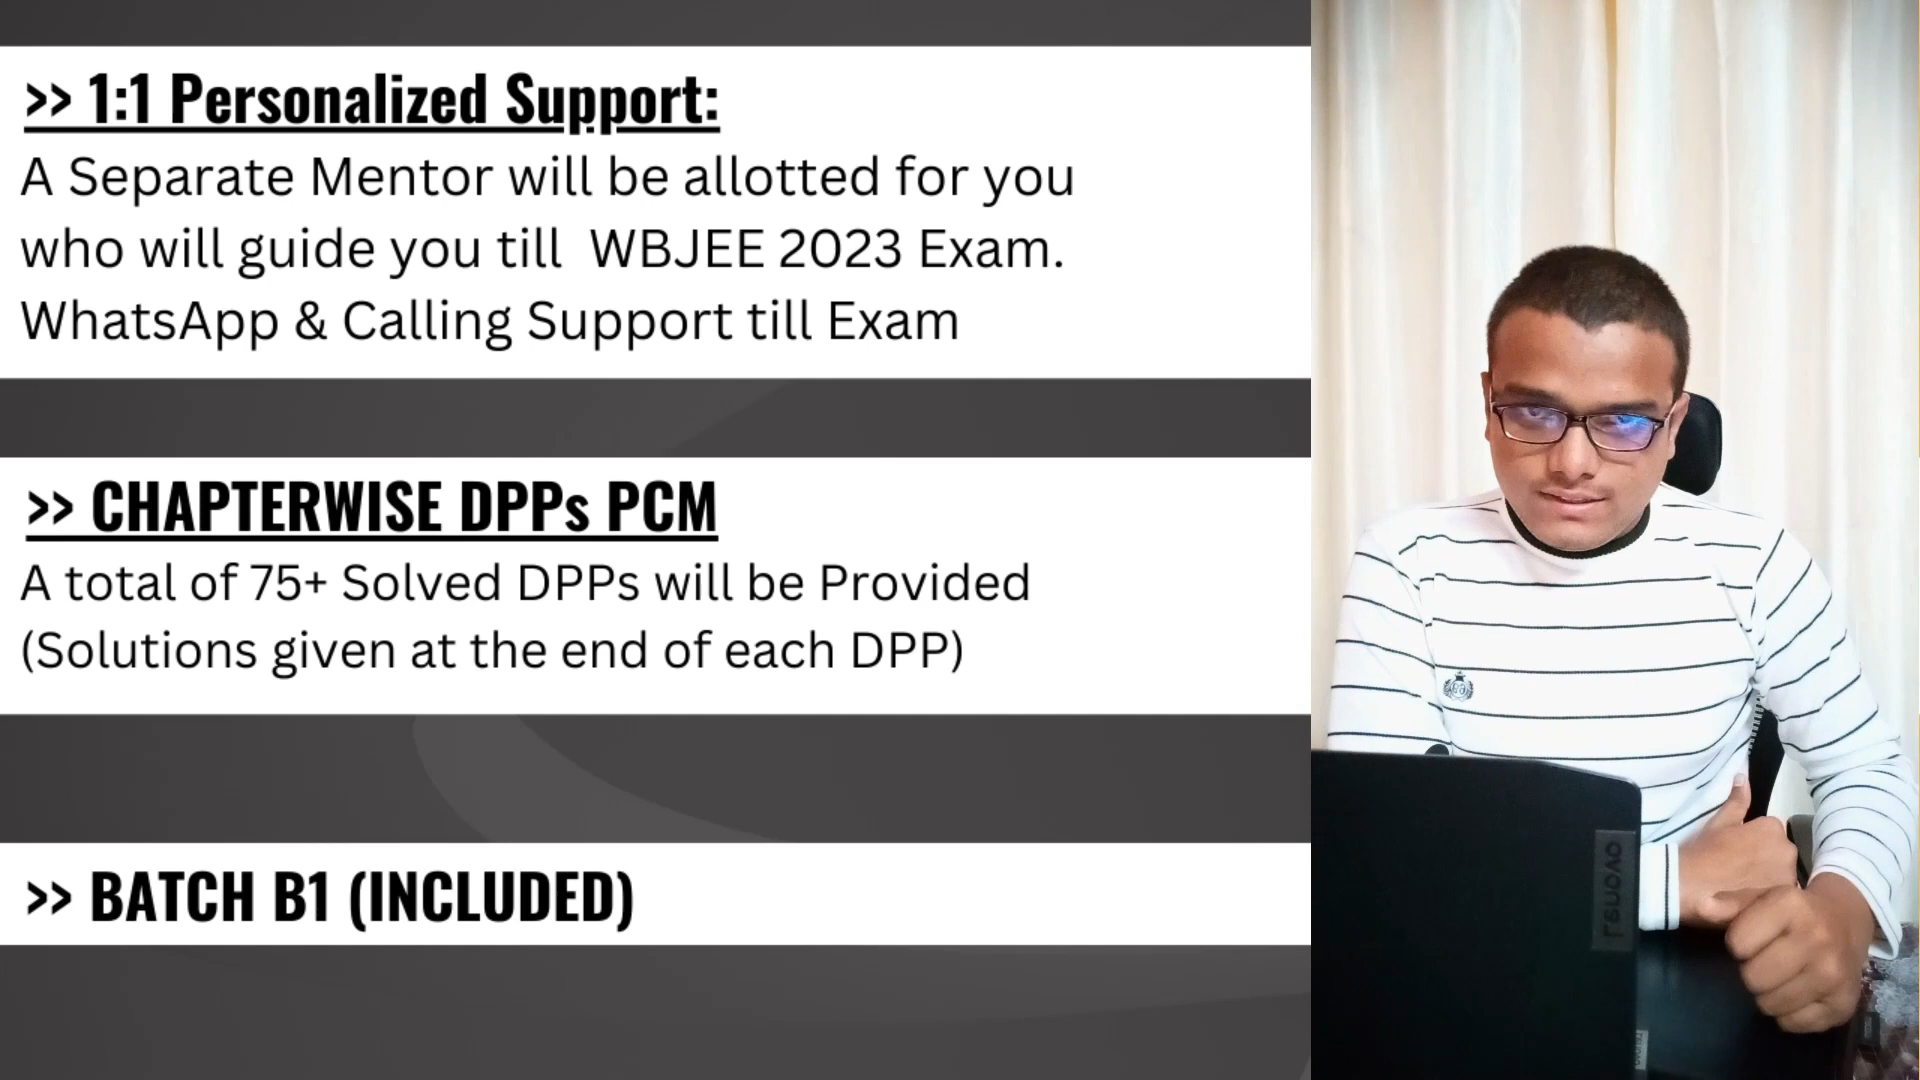 >> 1:1 Personalized Support:
A Separate Mentor will be allotted for you
who will guide you till WBJEE 2023 Exam.
WhatsApp & Calling Support till Exam
>> CHAPTERWISE DPPs PCM
A total of 75+ Solved DPPs will be Provided
(Solutions given at the end of each DPP)
>> BATCH B1 (INCLUDED)
Lenovo